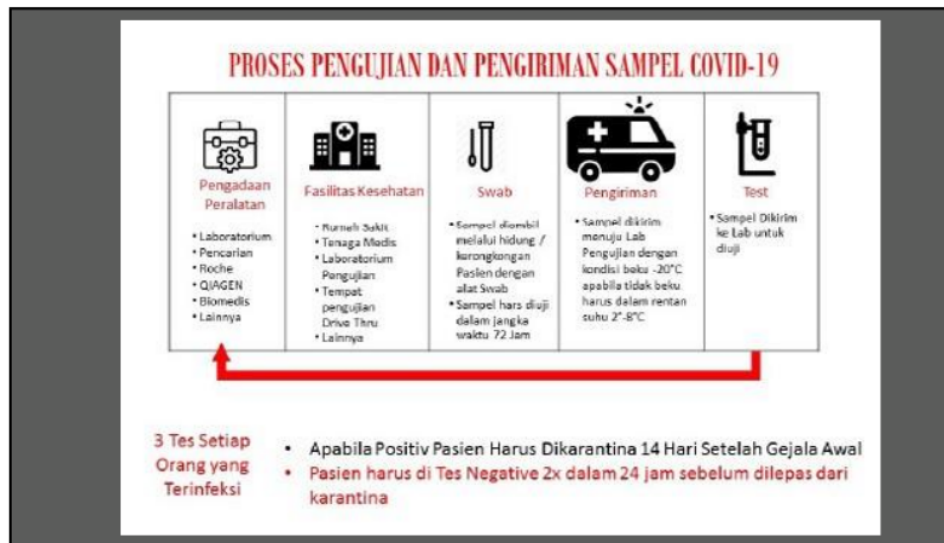 PROSES PENGUJIAN DAN PENGIRIMAN SAMPEL COVID-19
Pengadaan
Peralatan
• Laboratorium
• Pencarian
• Roche
• QIAGEN
• Biomedis
• Lainnya
Fasilitas Kesehatan
• Rumah Sakit
• Tenaga Medis
• Laboratorium
Pengujian
• Tempat
pengujian
Drive Thru
• Lainnya
Swab
• Sampel diambil
melalui hidung /
kerongkongan
Pasien dengan
alat Swab
• Sampel hars diuji
dalam jangka
waktu 72 Jam
Pengiriman
• Sampel dikirim
menuju Lab
Pengujian dengan
kondisi beku -20°C
apabila tidak beku
harus dalam rentan
suhu 2°-8°C
Test
• Sampel Dikirim
ke Lab untuk
diuji
3 Tes Setiap
Orang yang
Terinfeksi
• Apabila Positiv Pasien Harus Dikarantina 14 Hari Setelah Gejala Awal
• Pasien harus di Tes Negative 2x dalam 24 jam sebelum dilepas dari
karantina